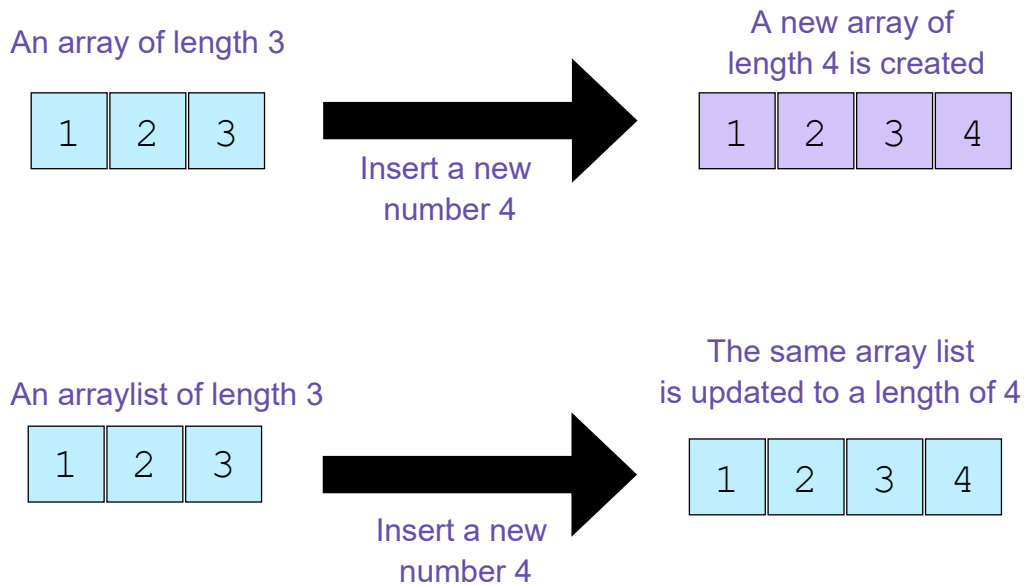 An array of length 3
A new array of
length 4 is created
1 2 3
1 2 3 4
Insert a new
number 4
An arraylist of length 3
The same array list
is updated to a length of 4
1 2 3
1 2 3 4
Insert a new
number 4